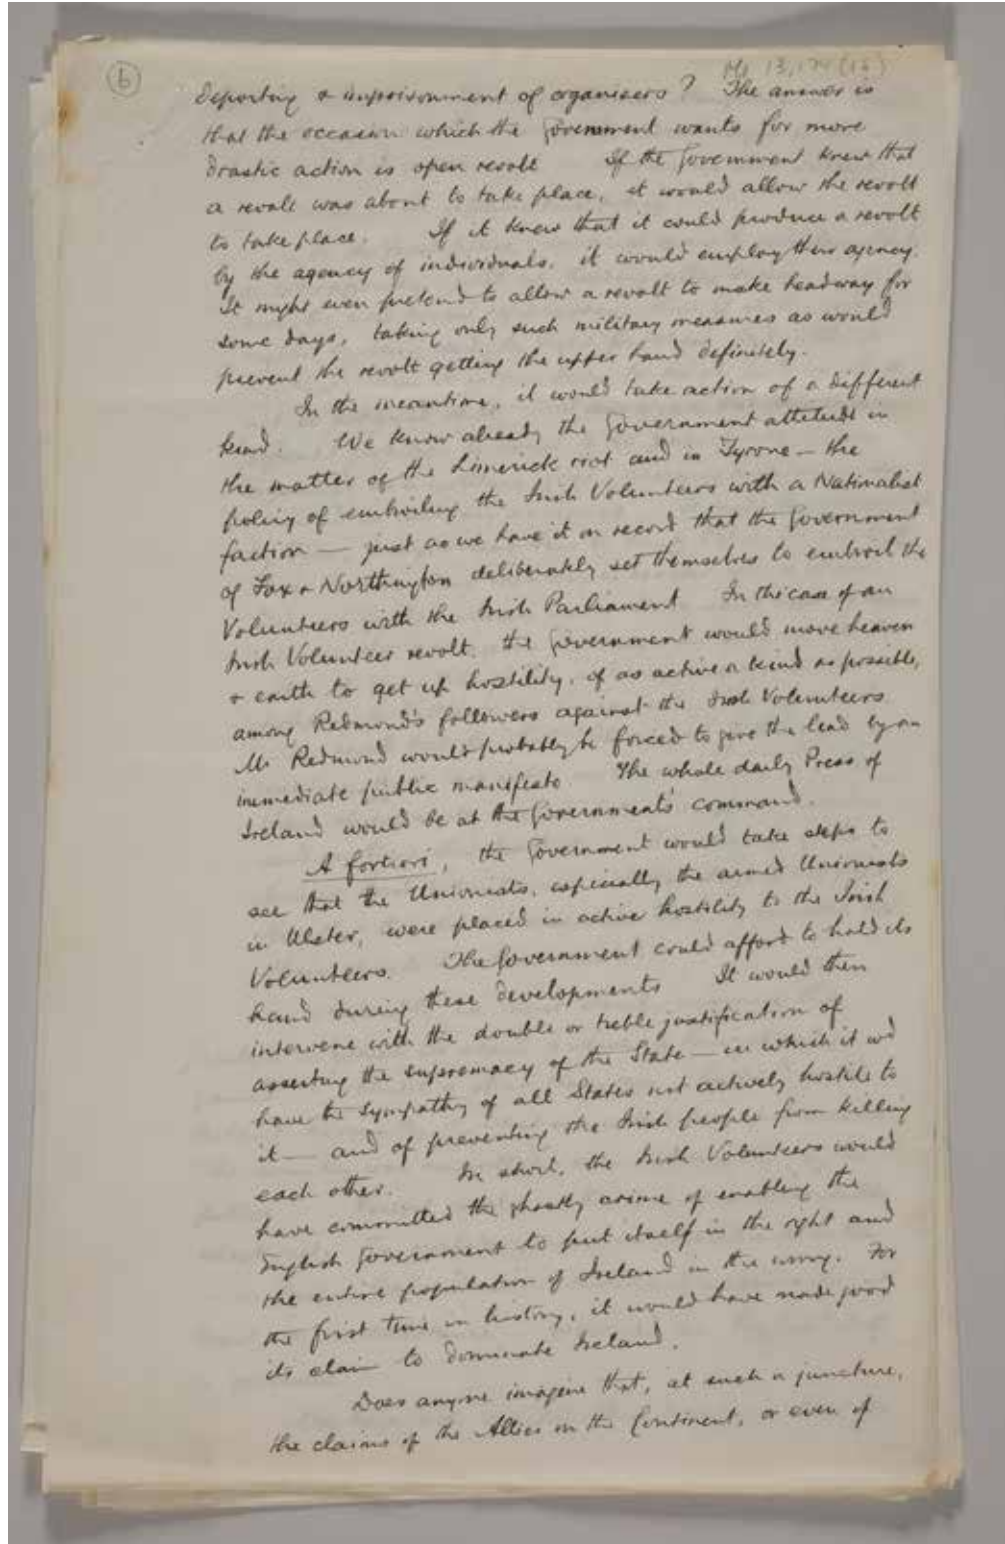 6
Ms 13,174 (15)
deporting & imprisonment of organisers? The answer is
that the occasion which the Government wants for more
drastic action is open revolt If the Government knew that
a revolt was about to take place, it would allow the revolt
to take place. If it knew that it could produce a revolt
by the agency of individuals, it would employ their agency.
It might even pretend to allow a revolt to make headway for
some days, taking only such military measures as would
prevent the revolt getting the upper hand definitely.
In the meantime, it would take action of a different
kind. We know already the Government attitude in
the matter of the Limerick riot and in Tyrone — the
policy of embroiling the Irish Volunteers with a Nationalist
faction — just as we have it on record that the Government
of Fox & Northington deliberately set themselves to embroil the
Volunteers with the Irish Parliament In the case of an
Irish Volunteer revolt, the Government would move heaven
& earth to get up hostility, of as active a kind as possible,
among Redmond's followers against the Irish Volunteers.
Mr Redmond would probably be forced to give the lead by an
immediate public manifesto The whole daily Press of
Ireland would be at the Government's command.
A fortiori, the Government would take steps to
see that the Unionists, especially the armed Unionists
in Ulster, were placed in active hostility to the Irish
Volunteers. The Government could afford to hold its
hand during these developments It would then
intervene with the double or treble justification of
asserting the supremacy of the State — in which it wd
have the sympathy of all States not actively hostile to
it — and of preventing the Irish people from killing
each other. In short, the Irish Volunteers would
have committed the ghastly crime of enabling the
English Government to put itself in the right and
the entire population of Ireland in the wrong. For
the first time in history, it would have made good
its claim to dominate Ireland.
Does anyone imagine that, at such a juncture,
the claims of the Allies on the Continent, or even of